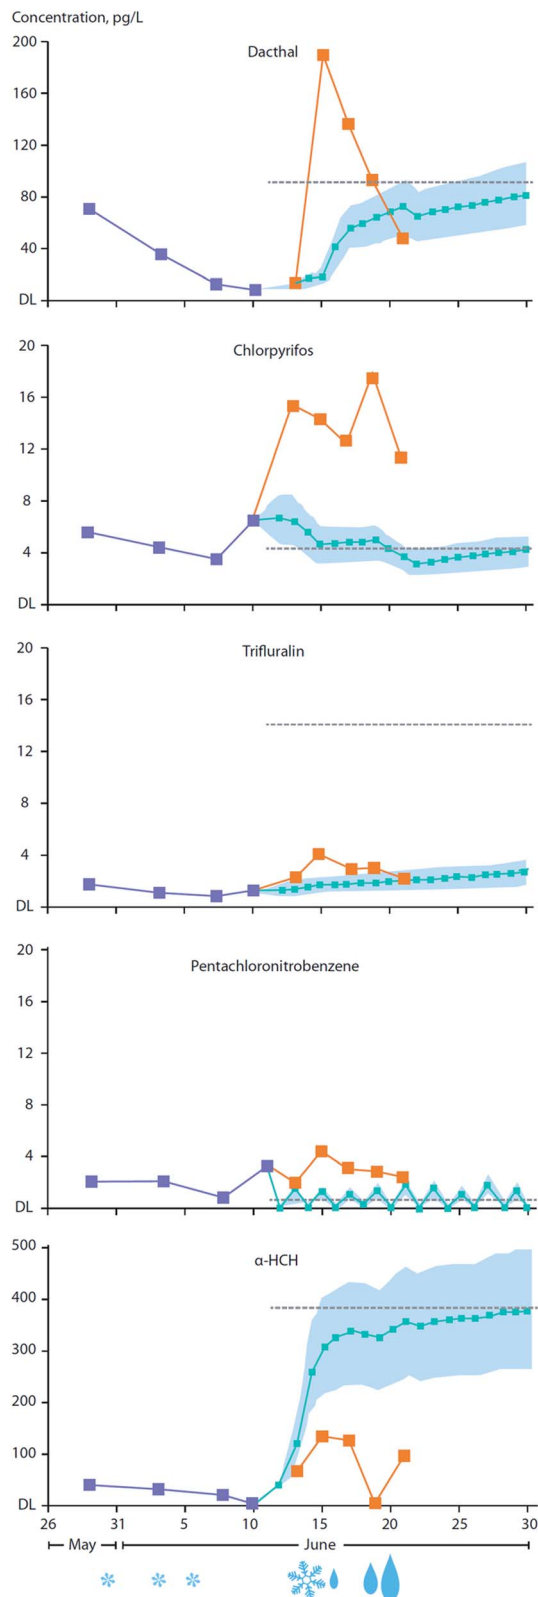 Concentration, pg/L
200
Dacthal
160
120
80
40
DL
20
Chlorpyrifos
16
12
8
4
DL
20
Trifluralin
16
12
8
4
DL
20
Pentachloronitrobenzene
16
12
8
4
DL
500
α-HCH
400
300
200
100
DL
26 31 5 10 15 20 25 30
May June